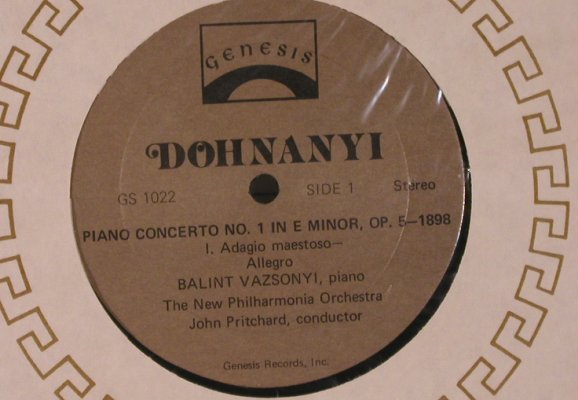 GENESIS
DOHNANYI
GS 1022 SIDE 1 Stereo
PIANO CONCERTO NO. 1 IN E MINOR, OP. 5—1898
I. Adagio maestoso—
Allegro
BALINT VAZSONYI, piano
The New Philharmonia Orchestra
John Pritchard, conductor
Genesis Records, Inc.